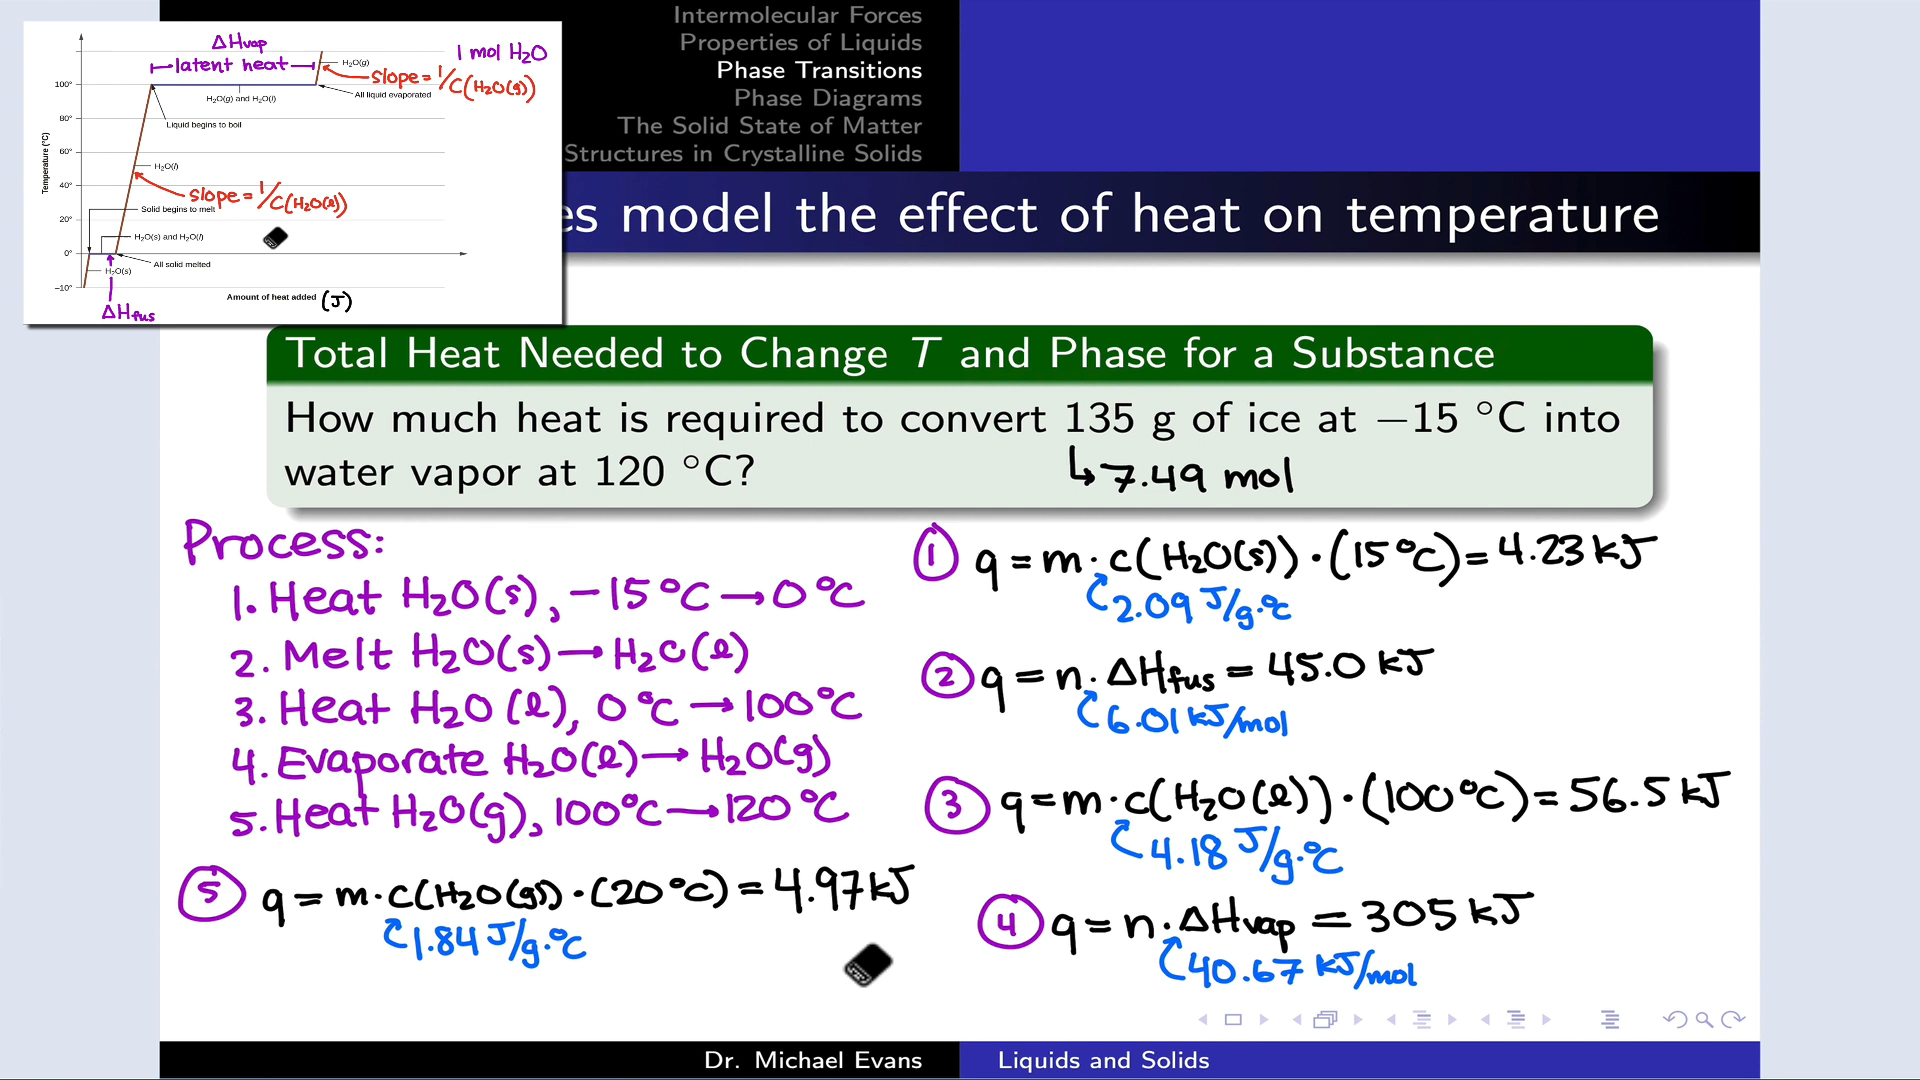 Intermolecular Forces
Properties of Liquids
Phase Transitions
Phase Diagrams
The Solid State of Matter
Structures in Crystalline Solids
es model the effect of heat on temperature
ΔHvap
latent heat
1 mol H₂O
H₂O(g)
slope = 1/C(H₂O(g))
100°
H₂O(g) and H₂O(l)
All liquid evaporated
80°
Liquid begins to boil
60°
H₂O(l)
Temperature (°C)
40°
slope = 1/C(H₂O(l))
Solid begins to melt
20°
H₂O(s) and H₂O(l)
0°
All solid melted
H₂O(s)
−10°
Amount of heat added (J)
ΔHfus
Total Heat Needed to Change T and Phase for a Substance
How much heat is required to convert 135 g of ice at −15 °C into
water vapor at 120 °C?
↳7.49 mol
Process:
1. Heat H₂O(s), −15°C → 0°C
2. Melt H₂O(s) → H₂O(l)
3. Heat H₂O(l), 0°C → 100°C
4. Evaporate H₂O(l) → H₂O(g)
5. Heat H₂O(g), 100°C → 120°C
① q = m · c(H₂O(s)) · (15°C) = 4.23 kJ
2.09 J/g·°C
② q = n · ΔHfus = 45.0 kJ
6.01 kJ/mol
③ q = m · c(H₂O(l)) · (100°C) = 56.5 kJ
4.18 J/g·°C
④ q = n · ΔHvap = 305 kJ
40.67 kJ/mol
⑤ q = m · c(H₂O(g)) · (20°C) = 4.97 kJ
1.84 J/g·°C
Dr. Michael Evans
Liquids and Solids